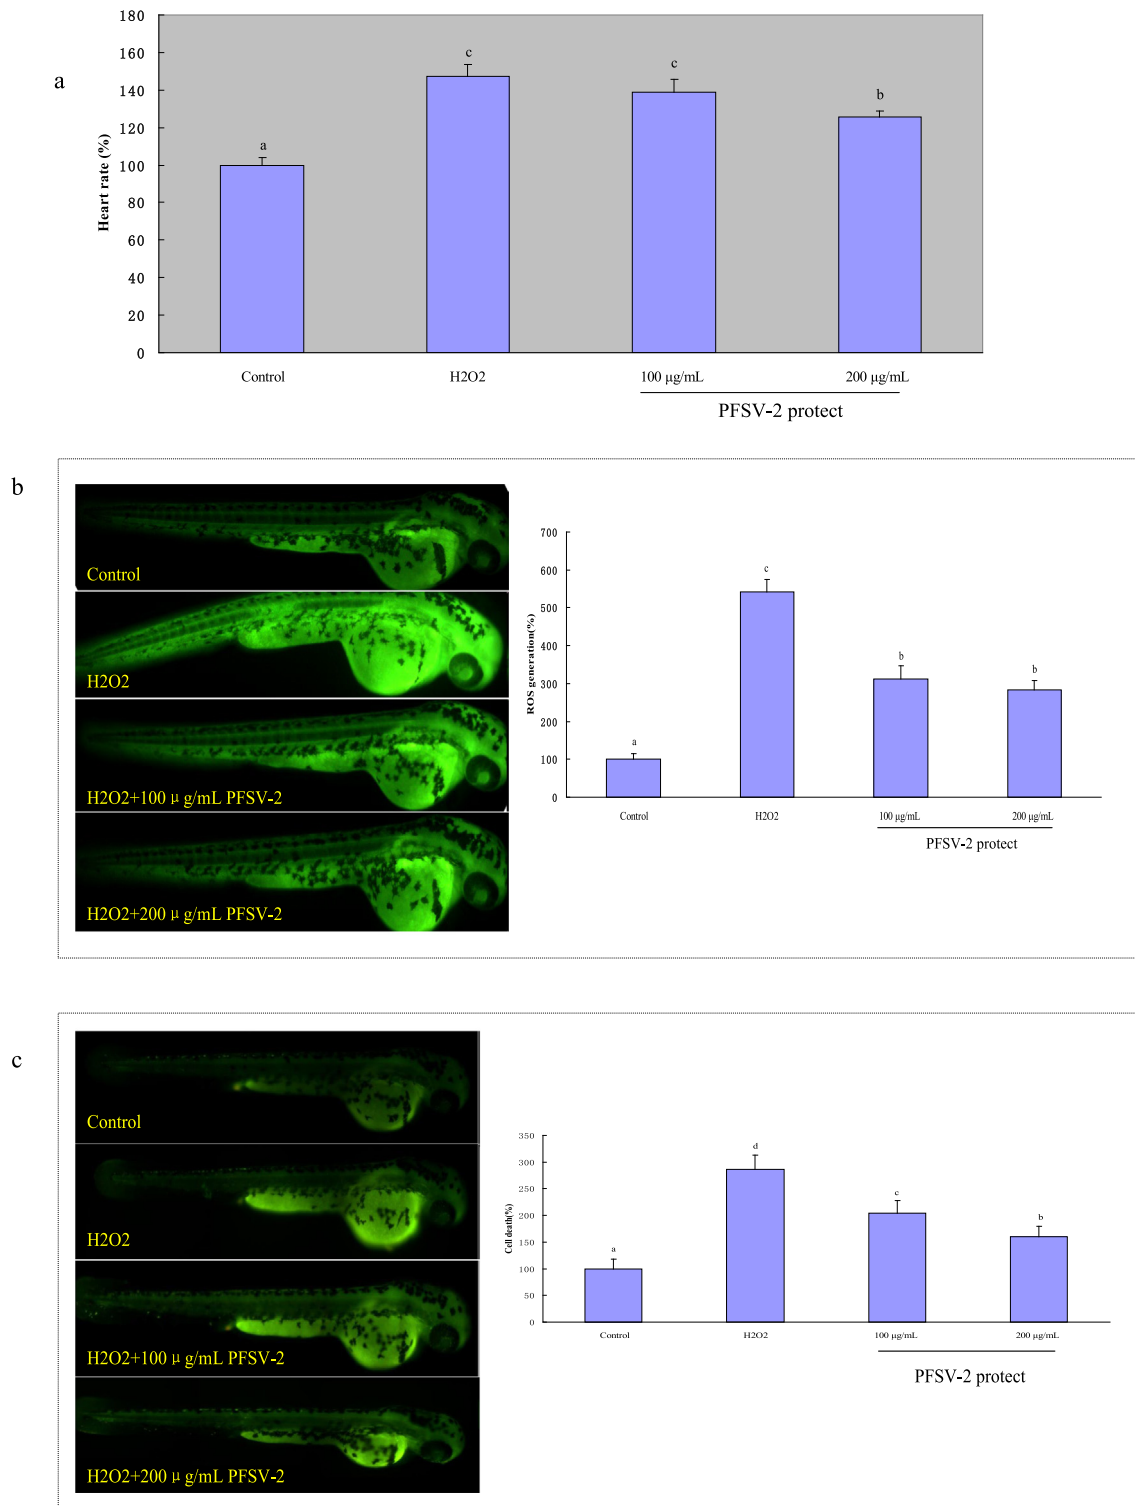 a
180
160
140
120
100
80
60
40
20
0
Heart rate (%)
a
c
c
b
Control
H2O2
100 μg/mL
200 μg/mL
PFSV-2 protect
b
Control
H2O2
H2O2+100 μg/mL PFSV-2
H2O2+200 μg/mL PFSV-2
700
600
500
400
300
200
100
0
ROS generation(%)
a
c
b
b
Control
H2O2
100 μg/mL
200 μg/mL
PFSV-2 protect
c
Control
H2O2
H2O2+100 μg/mL PFSV-2
H2O2+200 μg/mL PFSV-2
350
300
250
200
150
100
50
0
Cell death(%)
a
d
c
b
Control
H2O2
100 μg/mL
200 μg/mL
PFSV-2 protect